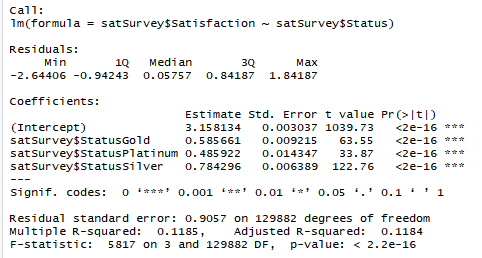 Call:
lm(formula = satSurvey$Satisfaction ~ satSurvey$Status)
Residuals:
Min 1Q Median 3Q Max
-2.64406 -0.94243 0.05757 0.84187 1.84187
Coefficients:
Estimate Std. Error t value Pr(>|t|)
(Intercept) 3.158134 0.003037 1039.73 <2e-16 ***
satSurvey$StatusGold 0.585661 0.009215 63.55 <2e-16 ***
satSurvey$StatusPlatinum 0.485922 0.014347 33.87 <2e-16 ***
satSurvey$StatusSilver 0.784296 0.006389 122.76 <2e-16 ***
---
Signif. codes: 0 ‘***’ 0.001 ‘**’ 0.01 ‘*’ 0.05 ‘.’ 0.1 ‘ ’ 1
Residual standard error: 0.9057 on 129882 degrees of freedom
Multiple R-squared: 0.1185, Adjusted R-squared: 0.1184
F-statistic: 5817 on 3 and 129882 DF, p-value: < 2.2e-16